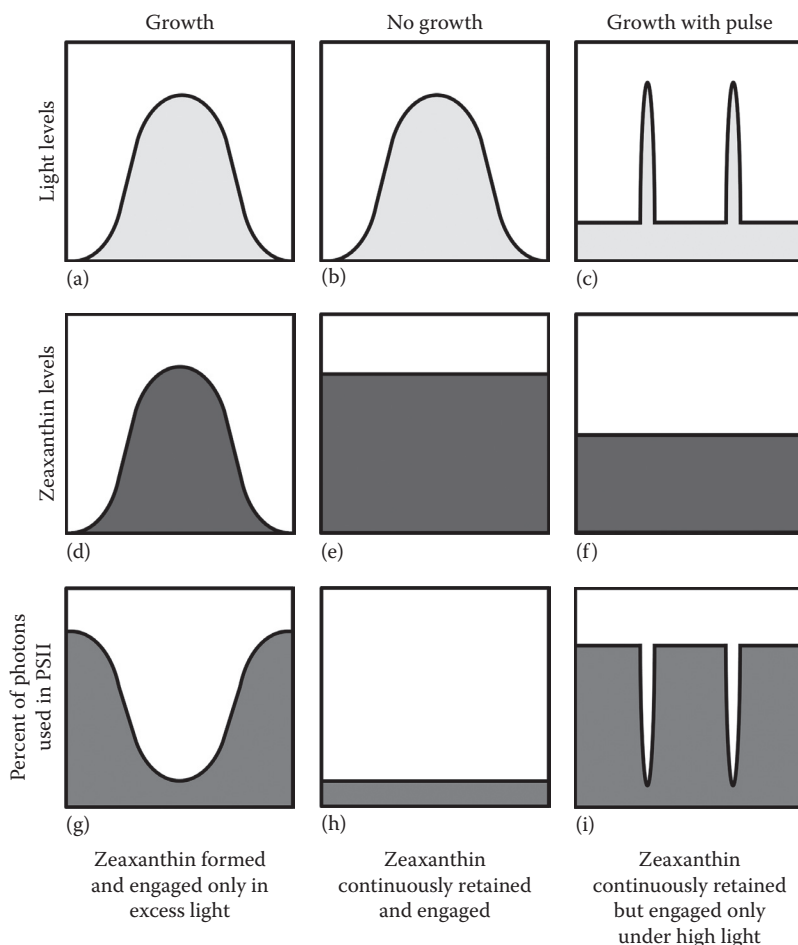 Growth
No growth
Growth with pulse
Light levels
(a)
(b)
(c)
Zeaxanthin levels
(d)
(e)
(f)
Percent of photons
used in PSII
(g)
(h)
(i)
Zeaxanthin formed
and engaged only in
excess light
Zeaxanthin
continuously retained
and engaged
Zeaxanthin
continuously retained
but engaged only
under high light